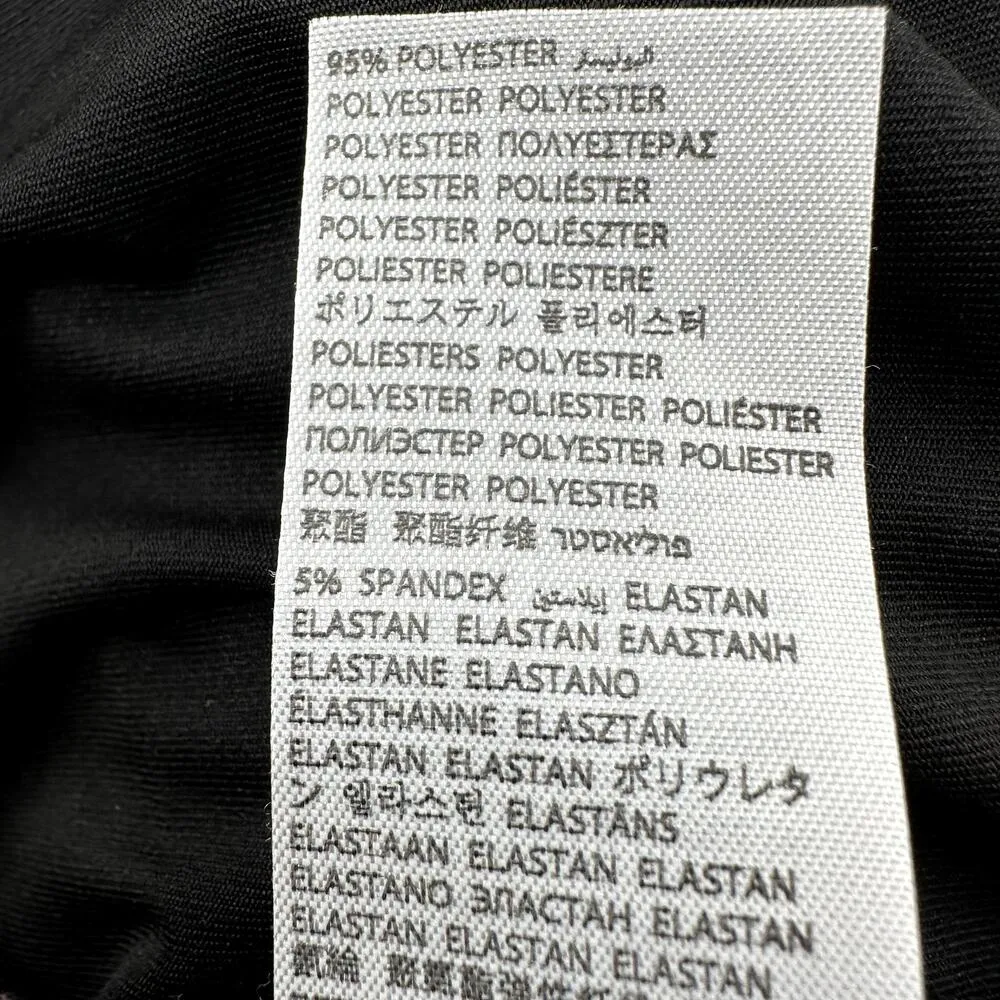 95% POLYESTER البوليستر
POLYESTER POLYESTER
POLYESTER ΠΟΛΥΕΣΤΕΡΑΣ
POLYESTER POLIÉSTER
POLYESTER POLIÉSZTER
POLIESTER POLIESTERE
ポリエステル 폴리에스터
POLIESTERS POLYESTER
POLYESTER POLIESTER POLIÉSTER
ПОЛИЭСТЕР POLYESTER POLIESTER
POLYESTER POLYESTER
聚酯 聚酯纤维 פוליאסטר
5% SPANDEX إيلاستين ELASTAN
ELASTAN ELASTAN ΕΛΑΣΤΑΝΗ
ELASTANE ELASTANO
ÉLASTHANNE ELASZTÁN
ELASTAN ELASTAN ポリウレタ
ン 엘라스틴 ELASTĀNS
ELASTAAN ELASTAN ELASTAN
ELASTANO ЭЛАСТАН ELASTAN
ELASTAN ELASTAN ELASTAN